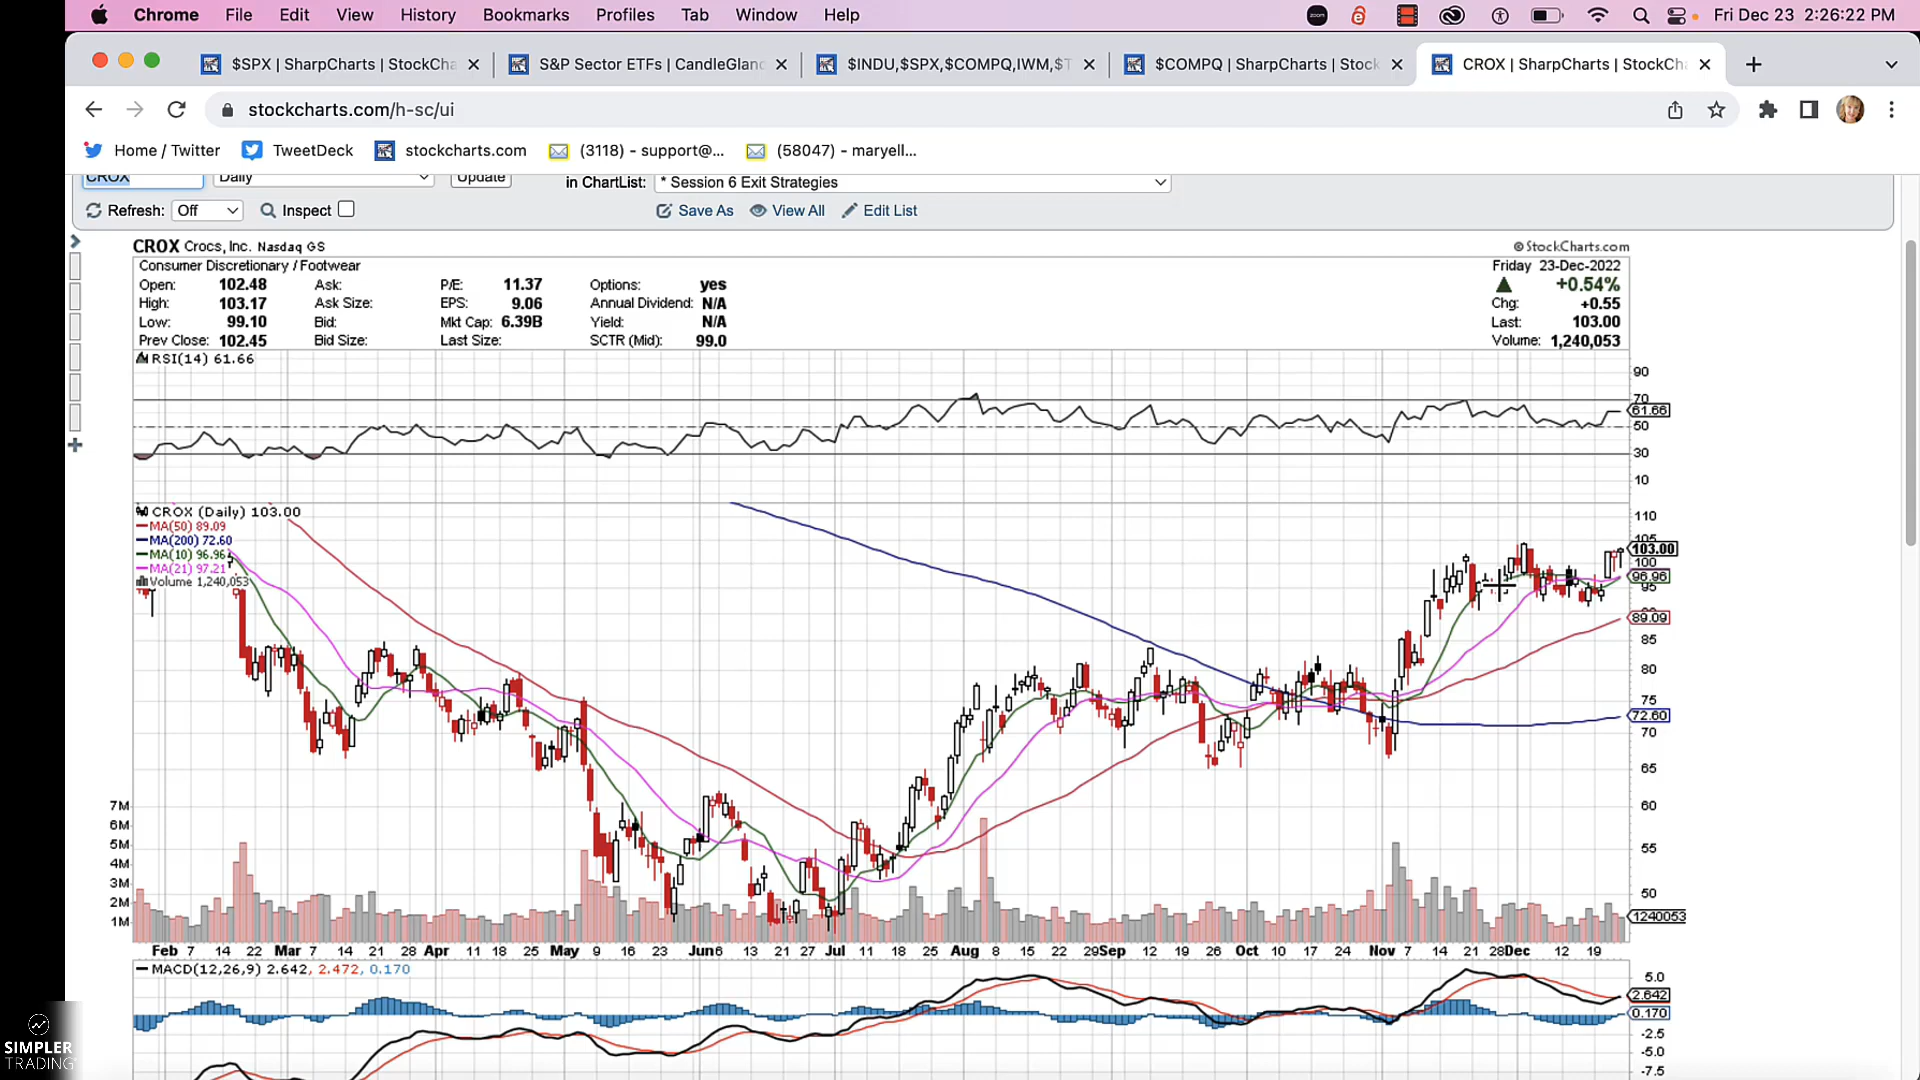 Chrome File Edit View History Bookmarks Profiles Tab Window Help
zoom
Fri Dec 23 2:26:22 PM
$SPX | SharpCharts | StockCha
S&P Sector ETFs | CandleGlanc
$INDU,$SPX,$COMPQ,IWM,$T
$COMPQ | SharpCharts | Stock
CROX | SharpCharts | StockCha
stockcharts.com/h-sc/ui
Home / Twitter TweetDeck stockcharts.com (3118) - support@... (58047) - maryell...
CROX Daily Update in ChartList: * Session 6 Exit Strategies
Refresh: Off Inspect Save As View All Edit List
CROX Crocs, Inc. Nasdaq GS © StockCharts.com
Consumer Discretionary / Footwear Friday 23-Dec-2022
Open: 102.48 Ask: P/E: 11.37 Options: yes +0.54%
High: 103.17 Ask Size: EPS: 9.06 Annual Dividend: N/A Chg: +0.55
Low: 99.10 Bid: Mkt Cap: 6.39B Yield: N/A Last: 103.00
Prev Close: 102.45 Bid Size: Last Size: SCTR (Mid): 99.0 Volume: 1,240,053
RSI(14) 61.66
90
70
61.66
50
30
10
CROX (Daily) 103.00
MA(50) 89.09
MA(200) 72.60
MA(10) 96.96
MA(21) 97.21
Volume 1,240,053
110
105
103.00
100
96.96
95
90
89.09
85
80
75
72.60
70
65
60
55
50
1240053
7M
6M
5M
4M
3M
2M
1M
Feb 7 14 22 Mar 7 14 21 28 Apr 11 18 25 May 9 16 23 Jun 6 13 21 27 Jul 11 18 25 Aug 8 15 22 29 Sep 12 19 26 Oct 10 17 24 Nov 7 14 21 28 Dec 12 19
MACD(12,26,9) 2.642, 2.472, 0.170
5.0
2.642
0.170
-2.5
-5.0
-7.5
SIMPLER
TRADING